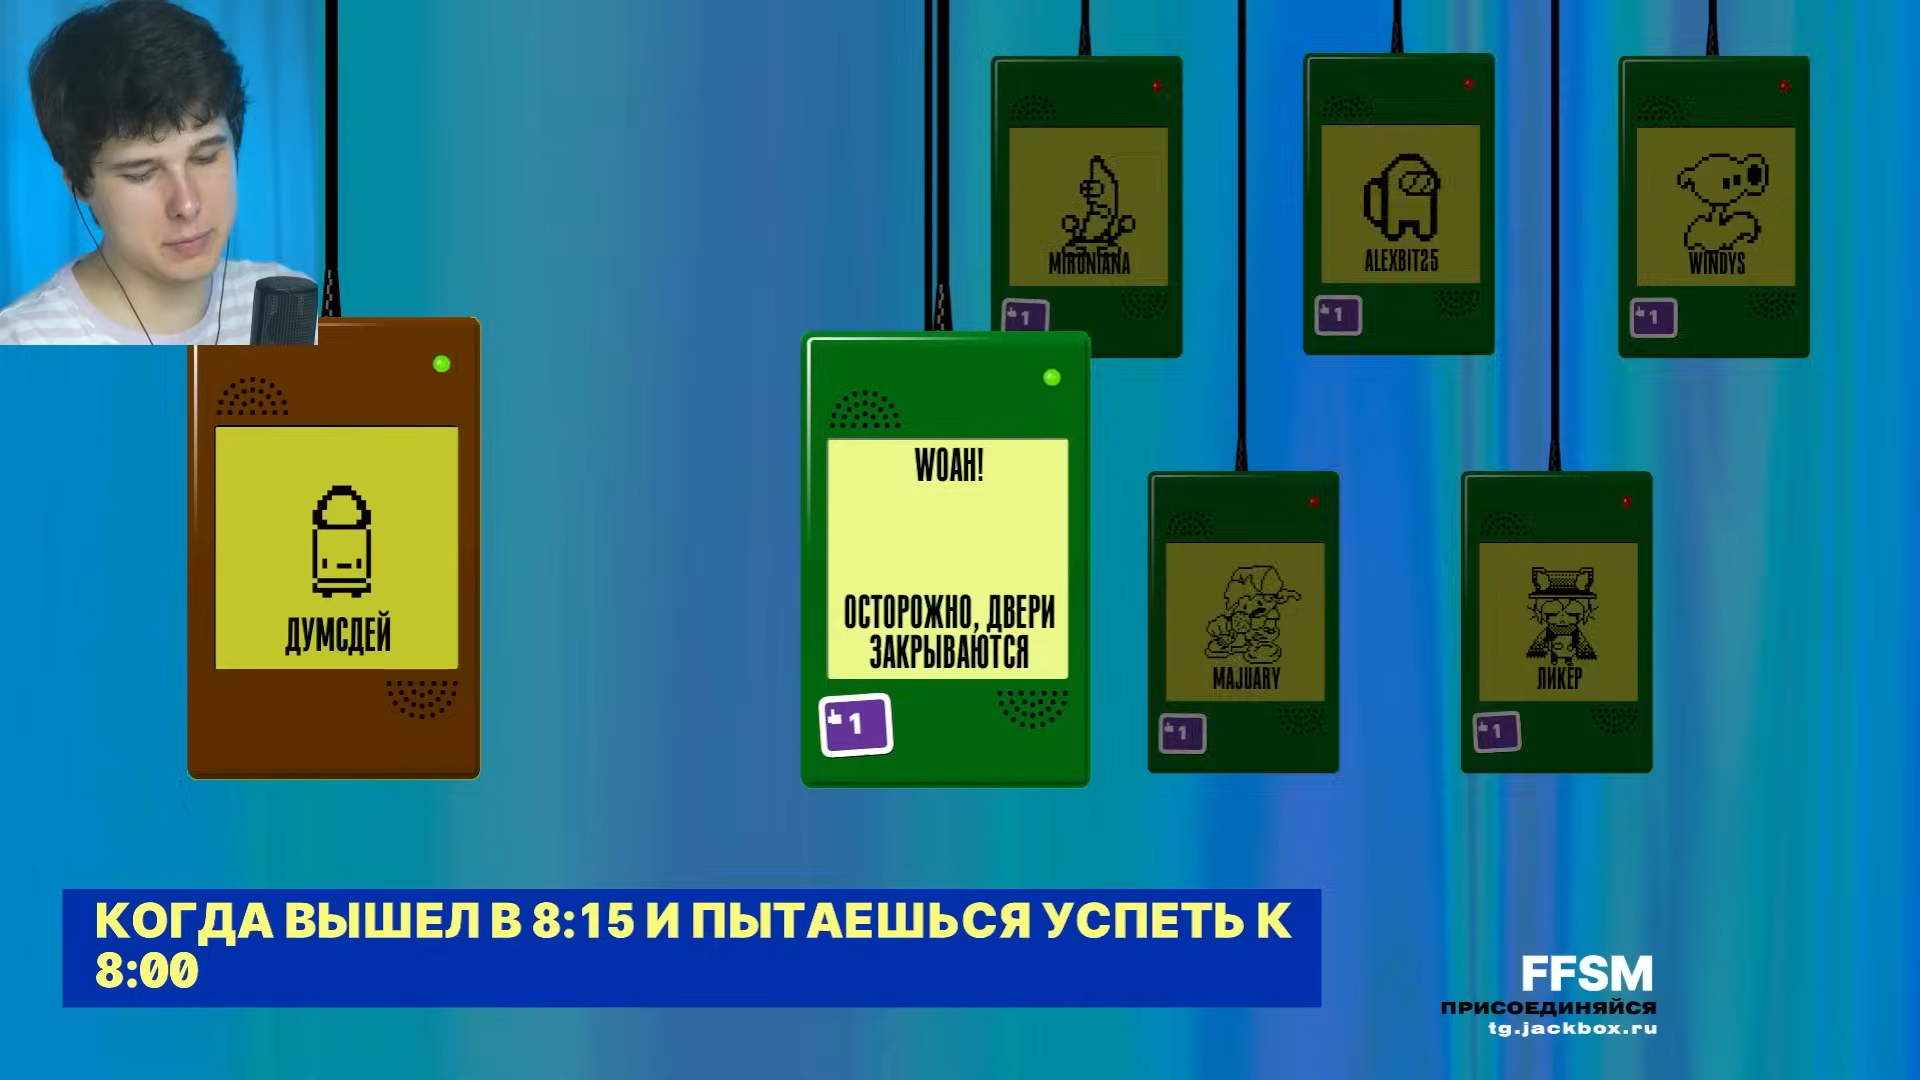 MIRONIANA
ALEXBIT25
WINDYS
1
1
1
WOAH!
ОСТОРОЖНО, ДВЕРИ
ЗАКРЫВАЮТСЯ
1
ДУМСДЕЙ
MAJUARY
ЛИКЕР
1
1
КОГДА ВЫШЕЛ В 8:15 И ПЫТАЕШЬСЯ УСПЕТЬ К
8:00
FFSM
ПРИСОЕДИНЯЙСЯ
tg.jackbox.ru